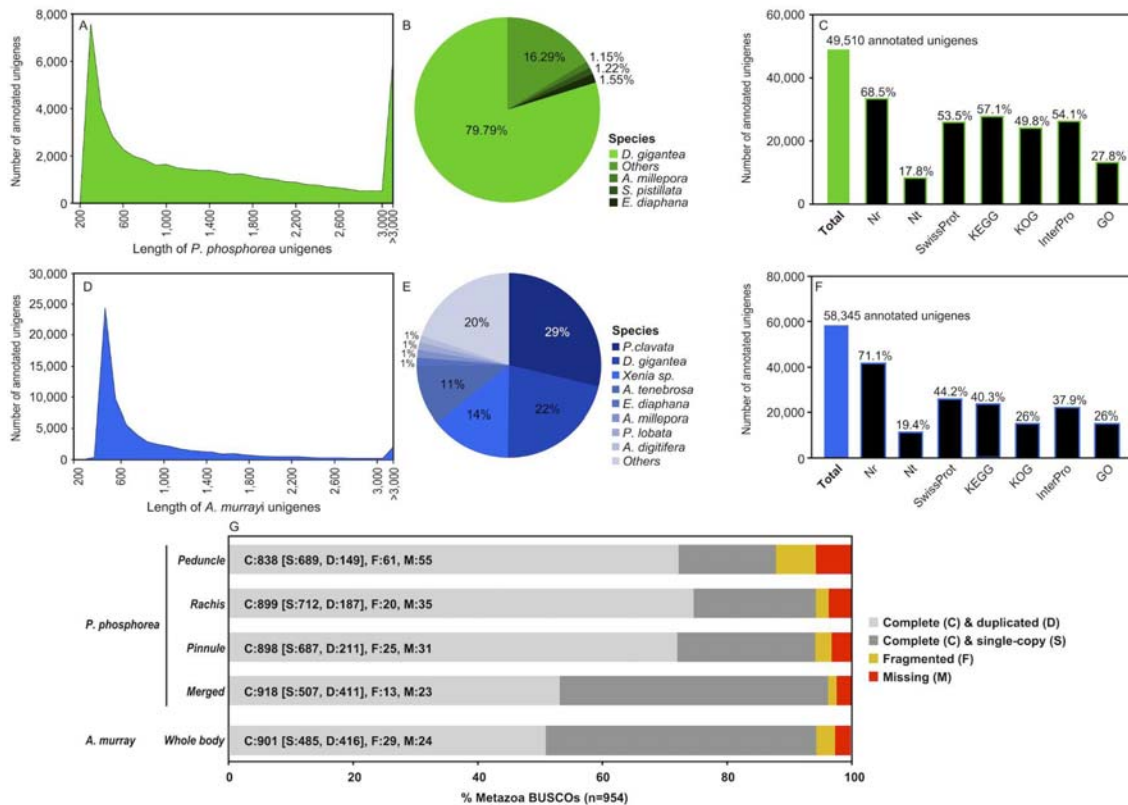 A
Number of annotated unigenes
8,000
6,000
4,000
2,000
0
200
600
1,000
1,400
1,800
2,200
2,600
3,000
>3,000
Length of P. phosphorea unigenes
B
16.29%
1.15%
1.22%
1.55%
79.79%
Species
D. gigantea
Others
A. millepora
S. pistillata
E. diaphana
C
Number of annotated unigenes
60,000
40,000
20,000
0
49,510 annotated unigenes
68.5%
17.8%
53.5%
57.1%
49.8%
54.1%
27.8%
Total
Nr
Nt
SwissProt
KEGG
KOG
InterPro
GO
D
Number of annotated unigenes
30,000
25,000
20,000
15,000
10,000
5,000
0
200
600
1,000
1,400
1,800
2,200
2,600
3,000
>3,000
Length of A. murrayi unigenes
E
20%
29%
1%
1%
1%
1%
11%
14%
22%
Species
P.clavata
D. gigantea
Xenia sp.
A. tenebrosa
E. diaphana
A. millepora
P. lobata
A. digitifera
Others
F
Number of annotated unigenes
80,000
60,000
40,000
20,000
0
58,345 annotated unigenes
71.1%
19.4%
44.2%
40.3%
26%
37.9%
26%
Total
Nr
Nt
SwissProt
KEGG
KOG
InterPro
GO
G
P. phosphorea
Peduncle
C:838 [S:689, D:149], F:61, M:55
Rachis
C:899 [S:712, D:187], F:20, M:35
Pinnule
C:898 [S:687, D:211], F:25, M:31
Merged
C:918 [S:507, D:411], F:13, M:23
A. murray
Whole body
C:901 [S:485, D:416], F:29, M:24
0
20
40
60
80
100
% Metazoa BUSCOs (n=954)
Complete (C) & duplicated (D)
Complete (C) & single-copy (S)
Fragmented (F)
Missing (M)